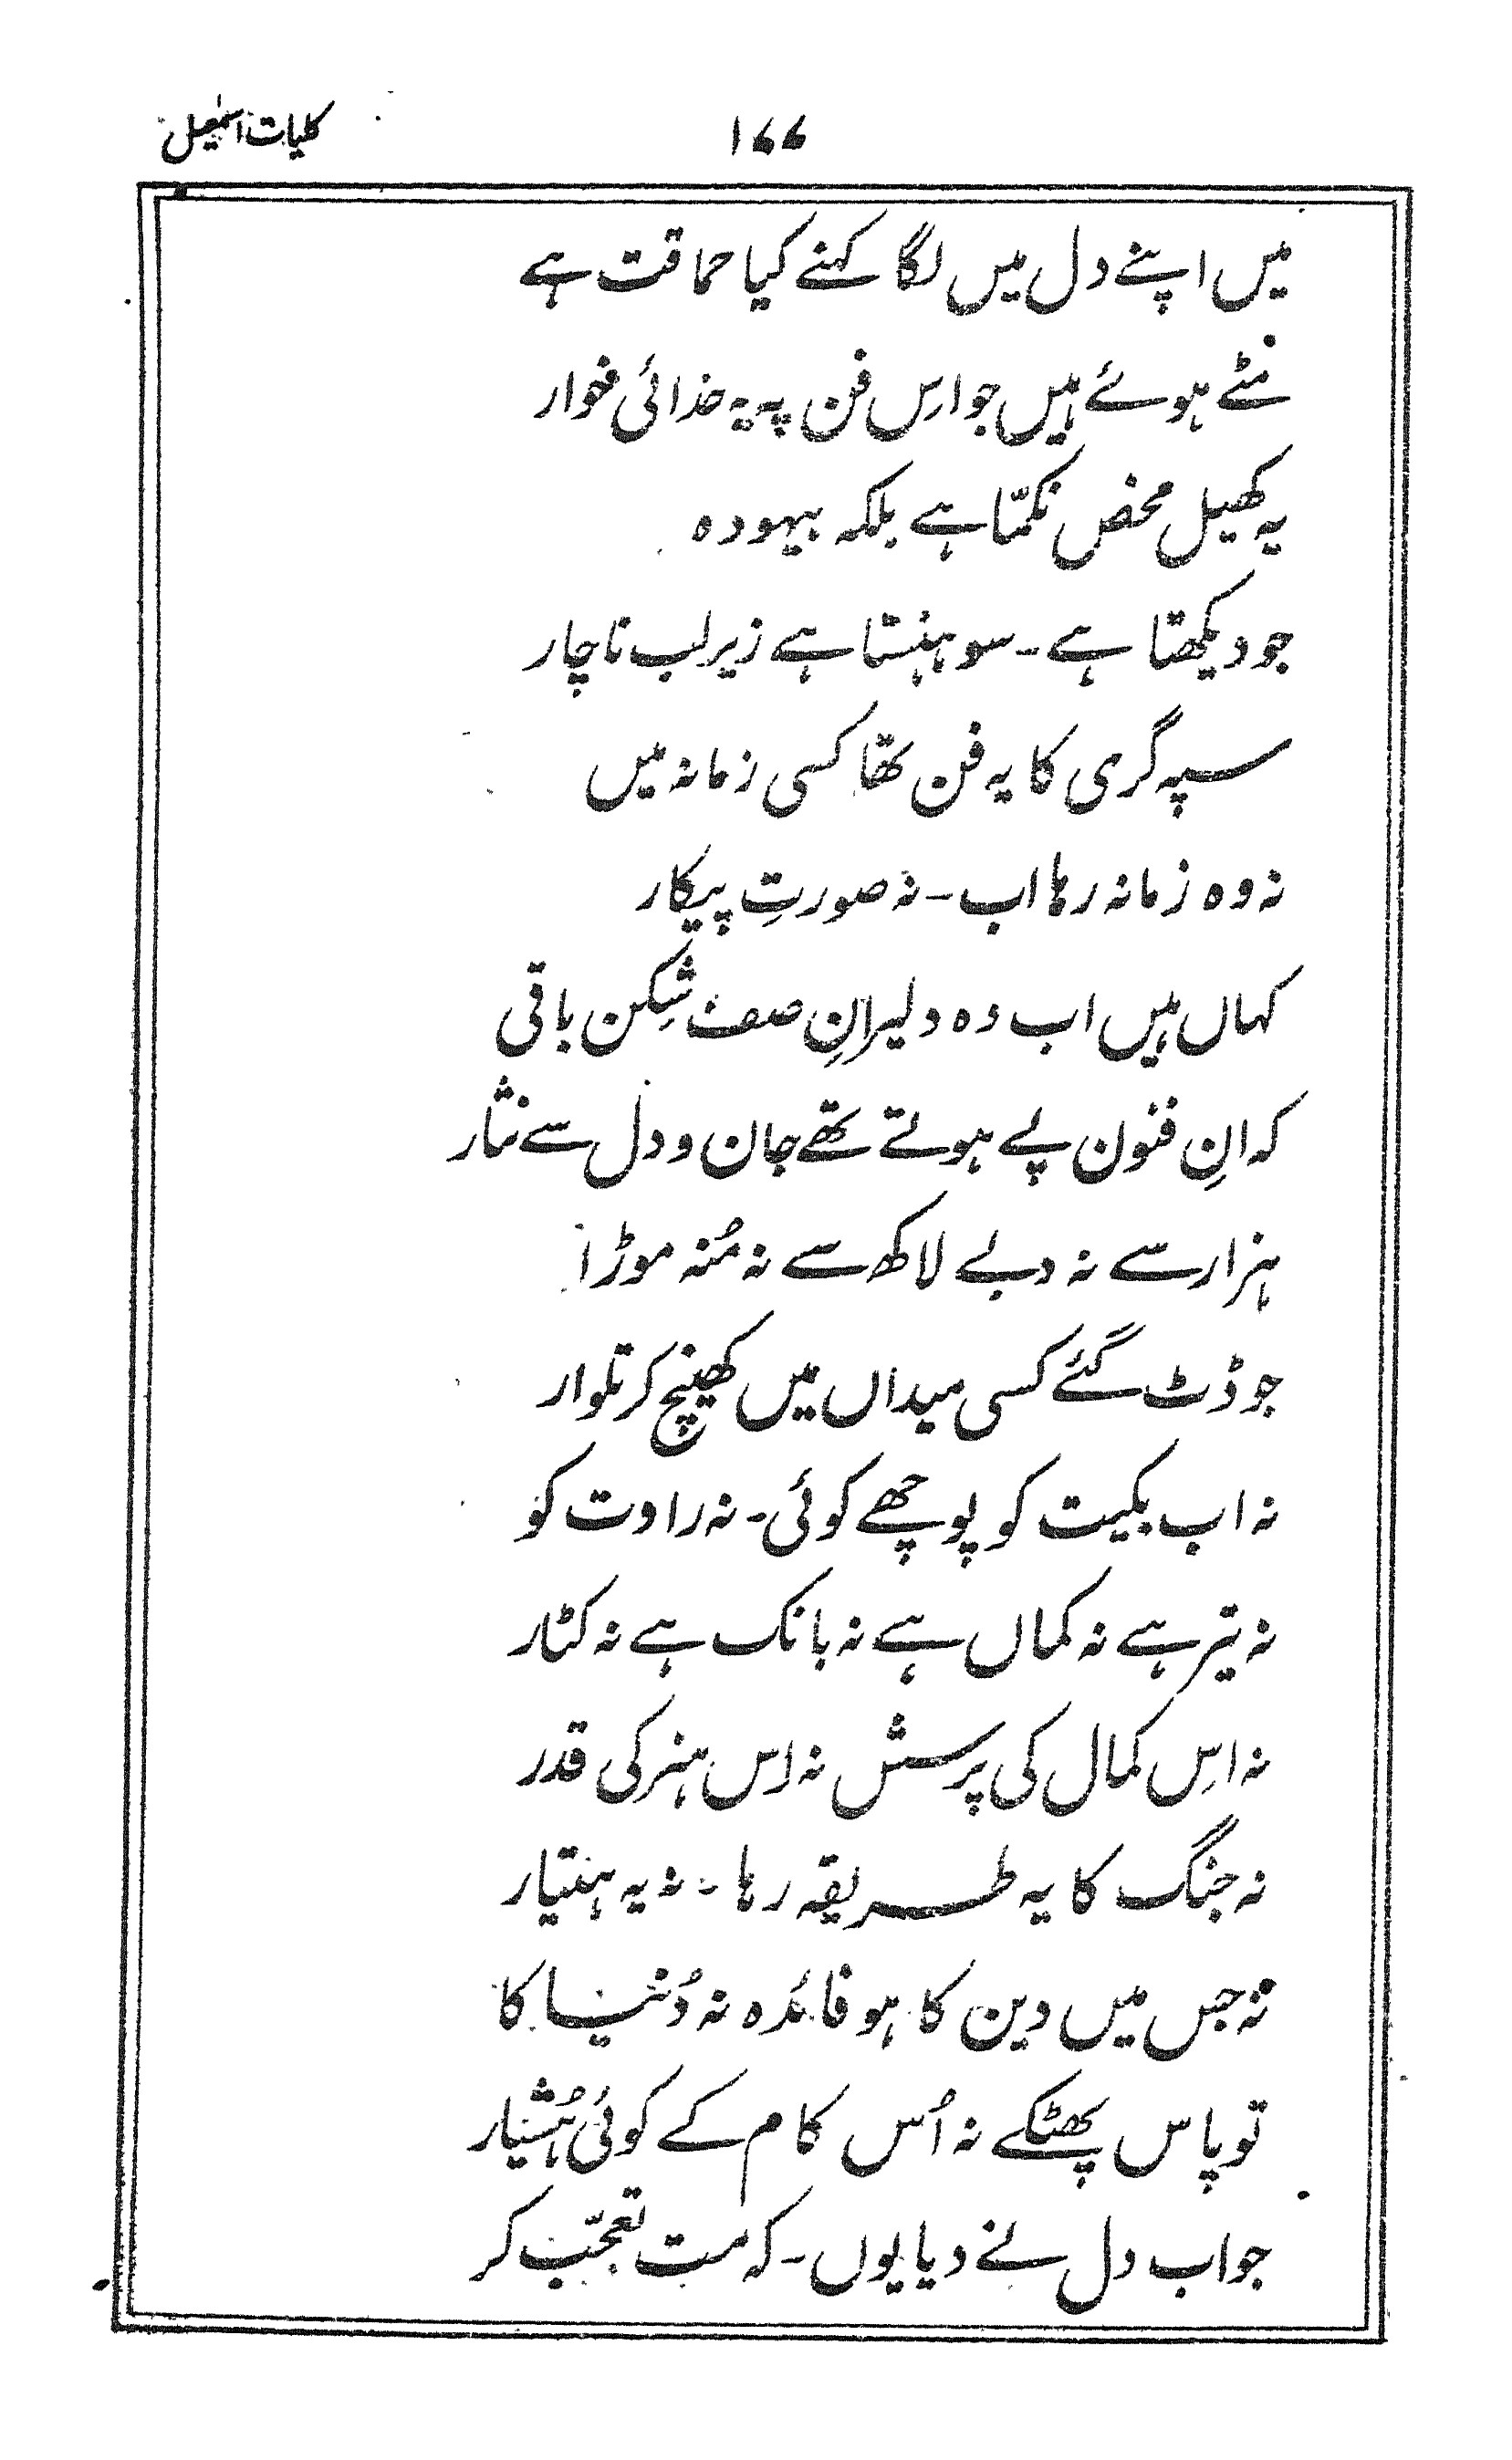 کلیات اسمٰعیل
۱۷۷
میں اپنے دل میں لگا کہنے کیا حماقت ہے
مٹے ہوئے ہیں جو اِس فن پہ یہ خدائی خوار
یہ کھیل محض نکمّا ہے بلکہ بیہودہ
جو دیکھتا ہے ۔ سو ہنستا ہے زیر لب ناچار
سپہ گری کا یہ فن تھا کسی زمانہ میں
نہ وہ زمانہ رہا اب ۔ نہ صورتِ پیکار
کہاں ہیں اب وہ دلیرانِ صف شِکن باقی
کہ اِن فنون پے ہوتے تھے جان و دل سے نثار
ہزار سے نہ دبے لاکھ سے نہ مُنہ موڑا
جو ڈٹ گئے کسی میداں میں کھینچ کر تلوار
نہ اب بکیت کو پوچھے کوئی ۔ نہ راوت کو
نہ تیر ہے نہ کماں ہے نہ بانک ہے نہ کٹار
نہ اِس کمال کی پرسش نہ اِس ہنر کی قدر
نہ جنگ کا یہ طریقہ رہا ۔ نہ یہ ہتیار
نہ جس میں دین کا ہو فائدہ نہ دُنیا کا
تو پاس پھٹکے نہ اُس کام کے کوئی ہُشیار
جواب دل نے دیا یوں ۔ کہ مت تعجّب کر